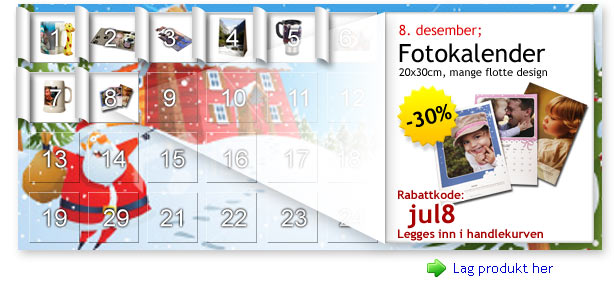 1 2 3 4 5 6
8 9 10 11 12
13 14 15 16 17 18
19 29 21 22 23 24
8. desember;
Fotokalender
20x30cm, mange flotte design
-30%
Rabattkode:
jul8
Legges inn i handlekurven
Lag produkt her